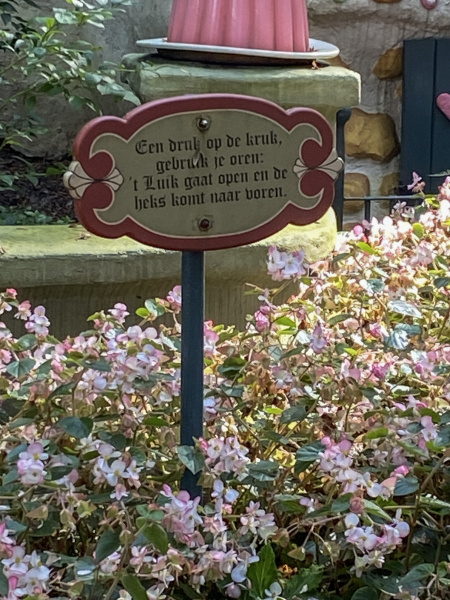 Een druk op de kruk,
gebruik je oren:
't Luik gaat open en de
heks komt naar voren.